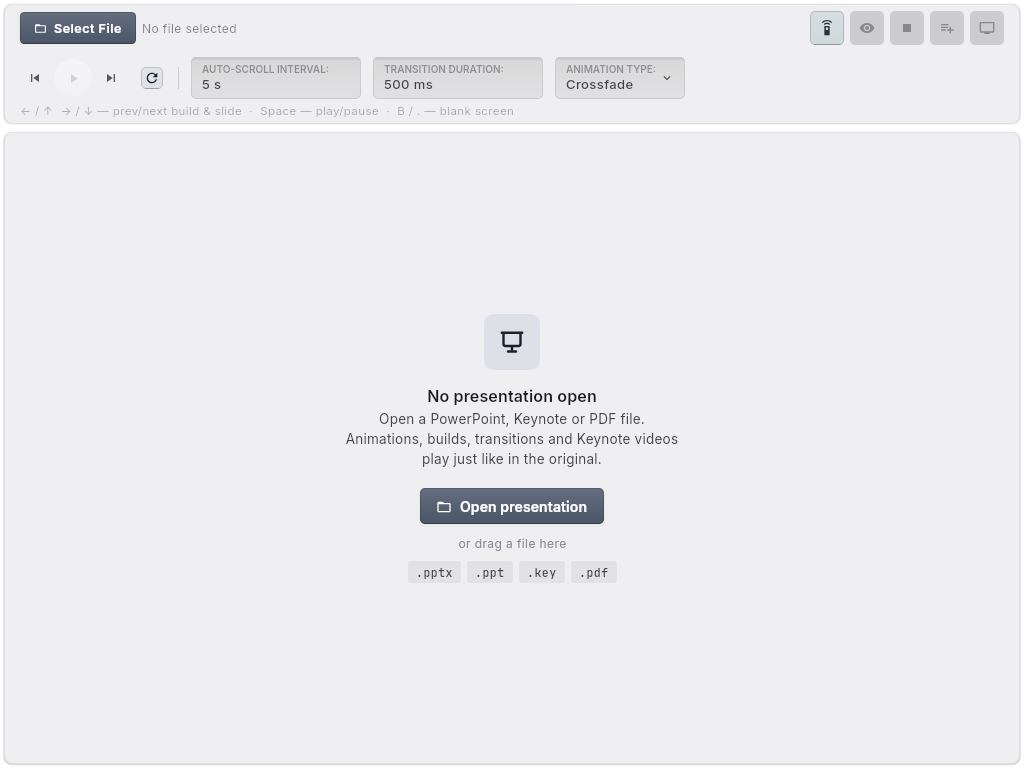 Select File
No file selected
AUTO-SCROLL INTERVAL:
5 s
TRANSITION DURATION:
500 ms
ANIMATION TYPE:
Crossfade
← / ↑ → / ↓ — prev/next build & slide · Space — play/pause · B / . — blank screen
No presentation open
Open a PowerPoint, Keynote or PDF file.
Animations, builds, transitions and Keynote videos
play just like in the original.
Open presentation
or drag a file here
.pptx .ppt .key .pdf